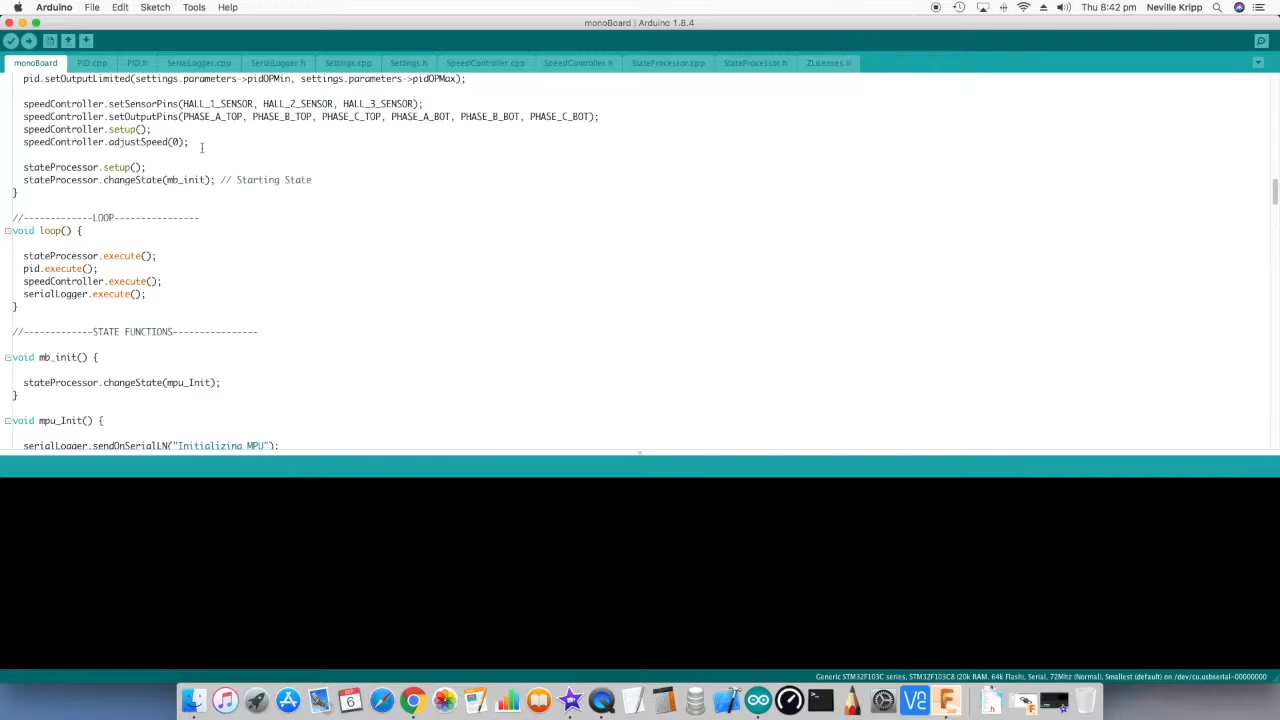 Arduino File Edit Sketch Tools Help Thu 8:42 pm Neville Kripp
monoBoard | Arduino 1.8.4
monoBoard PID.cpp PID.h SerialLogger.cpp SerialLogger.h Settings.cpp Settings.h SpeedController.cpp SpeedController.h StateProcessor.cpp StateProcessor.h ZLicenses.h
pid.setOutputLimited(settings.parameters->pidOPMin, settings.parameters->pidOPMax);
speedController.setSensorPins(HALL_1_SENSOR, HALL_2_SENSOR, HALL_3_SENSOR);
speedController.setOutputPins(PHASE_A_TOP, PHASE_B_TOP, PHASE_C_TOP, PHASE_A_BOT, PHASE_B_BOT, PHASE_C_BOT);
speedController.setup();
speedController.adjustSpeed(0);
stateProcessor.setup();
stateProcessor.changeState(mb_init); // Starting State
}
//-------------LOOP----------------
void loop() {
stateProcessor.execute();
pid.execute();
speedController.execute();
serialLogger.execute();
}
//-------------STATE FUNCTIONS----------------
void mb_init() {
stateProcessor.changeState(mpu_Init);
}
void mpu_Init() {
serialLogger.sendOnSerialLN("Initializing MPU");
Generic STM32F103C series, STM32F103C8 (20k RAM. 64k Flash), Serial, 72Mhz (Normal), Smallest (default) on /dev/cu.usbserial-00000000
6